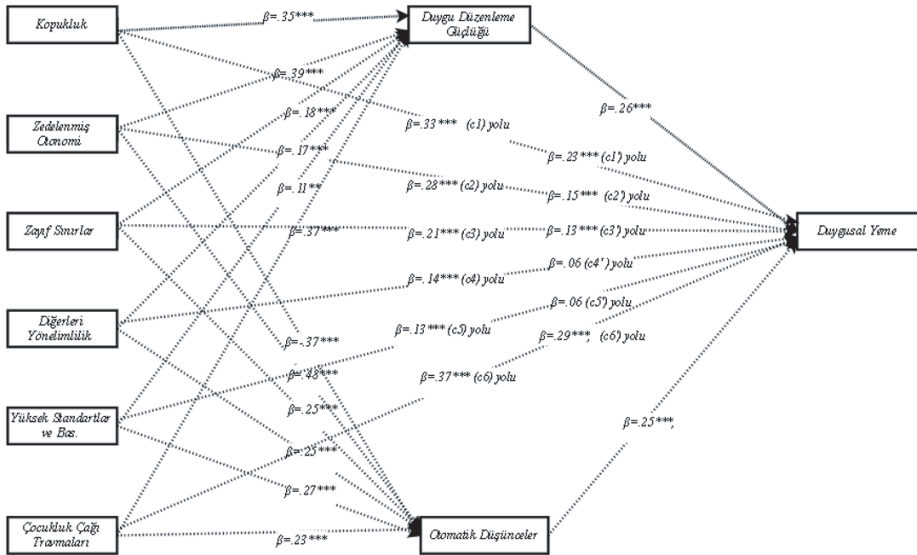 Kopukluk
β=.35***
Duygu Düzenleme
Güçlüğü
β=.39***
β=.26***
β=.18***
β=.33*** (c1) yolu
Zedelenmiş
Otonomi
β=.17***
β=.23*** (c1') yolu
β=.11**
β=.28*** (c2) yolu
β=.15*** (c2') yolu
Zayıf Sınırlar
β=.37***
β=.21*** (c3) yolu
β=.13*** (c3') yolu
Duygusal Yeme
β=.06 (c4') yolu
β=.14*** (c4) yolu
Diğerleri
Yönelimlilik
β=.06 (c5') yolu
β=.13*** (c5) yolu
β=.29***, (c6') yolu
β=-.37***
β=.48***
β=.37*** (c6) yolu
β=.25***
Yüksek Standartlar
ve Bas.
β=.25***,
β=.25***
β=.27***
Çocukluk Çağı
Travmaları
β=.23***
Otomatik Düşünceler